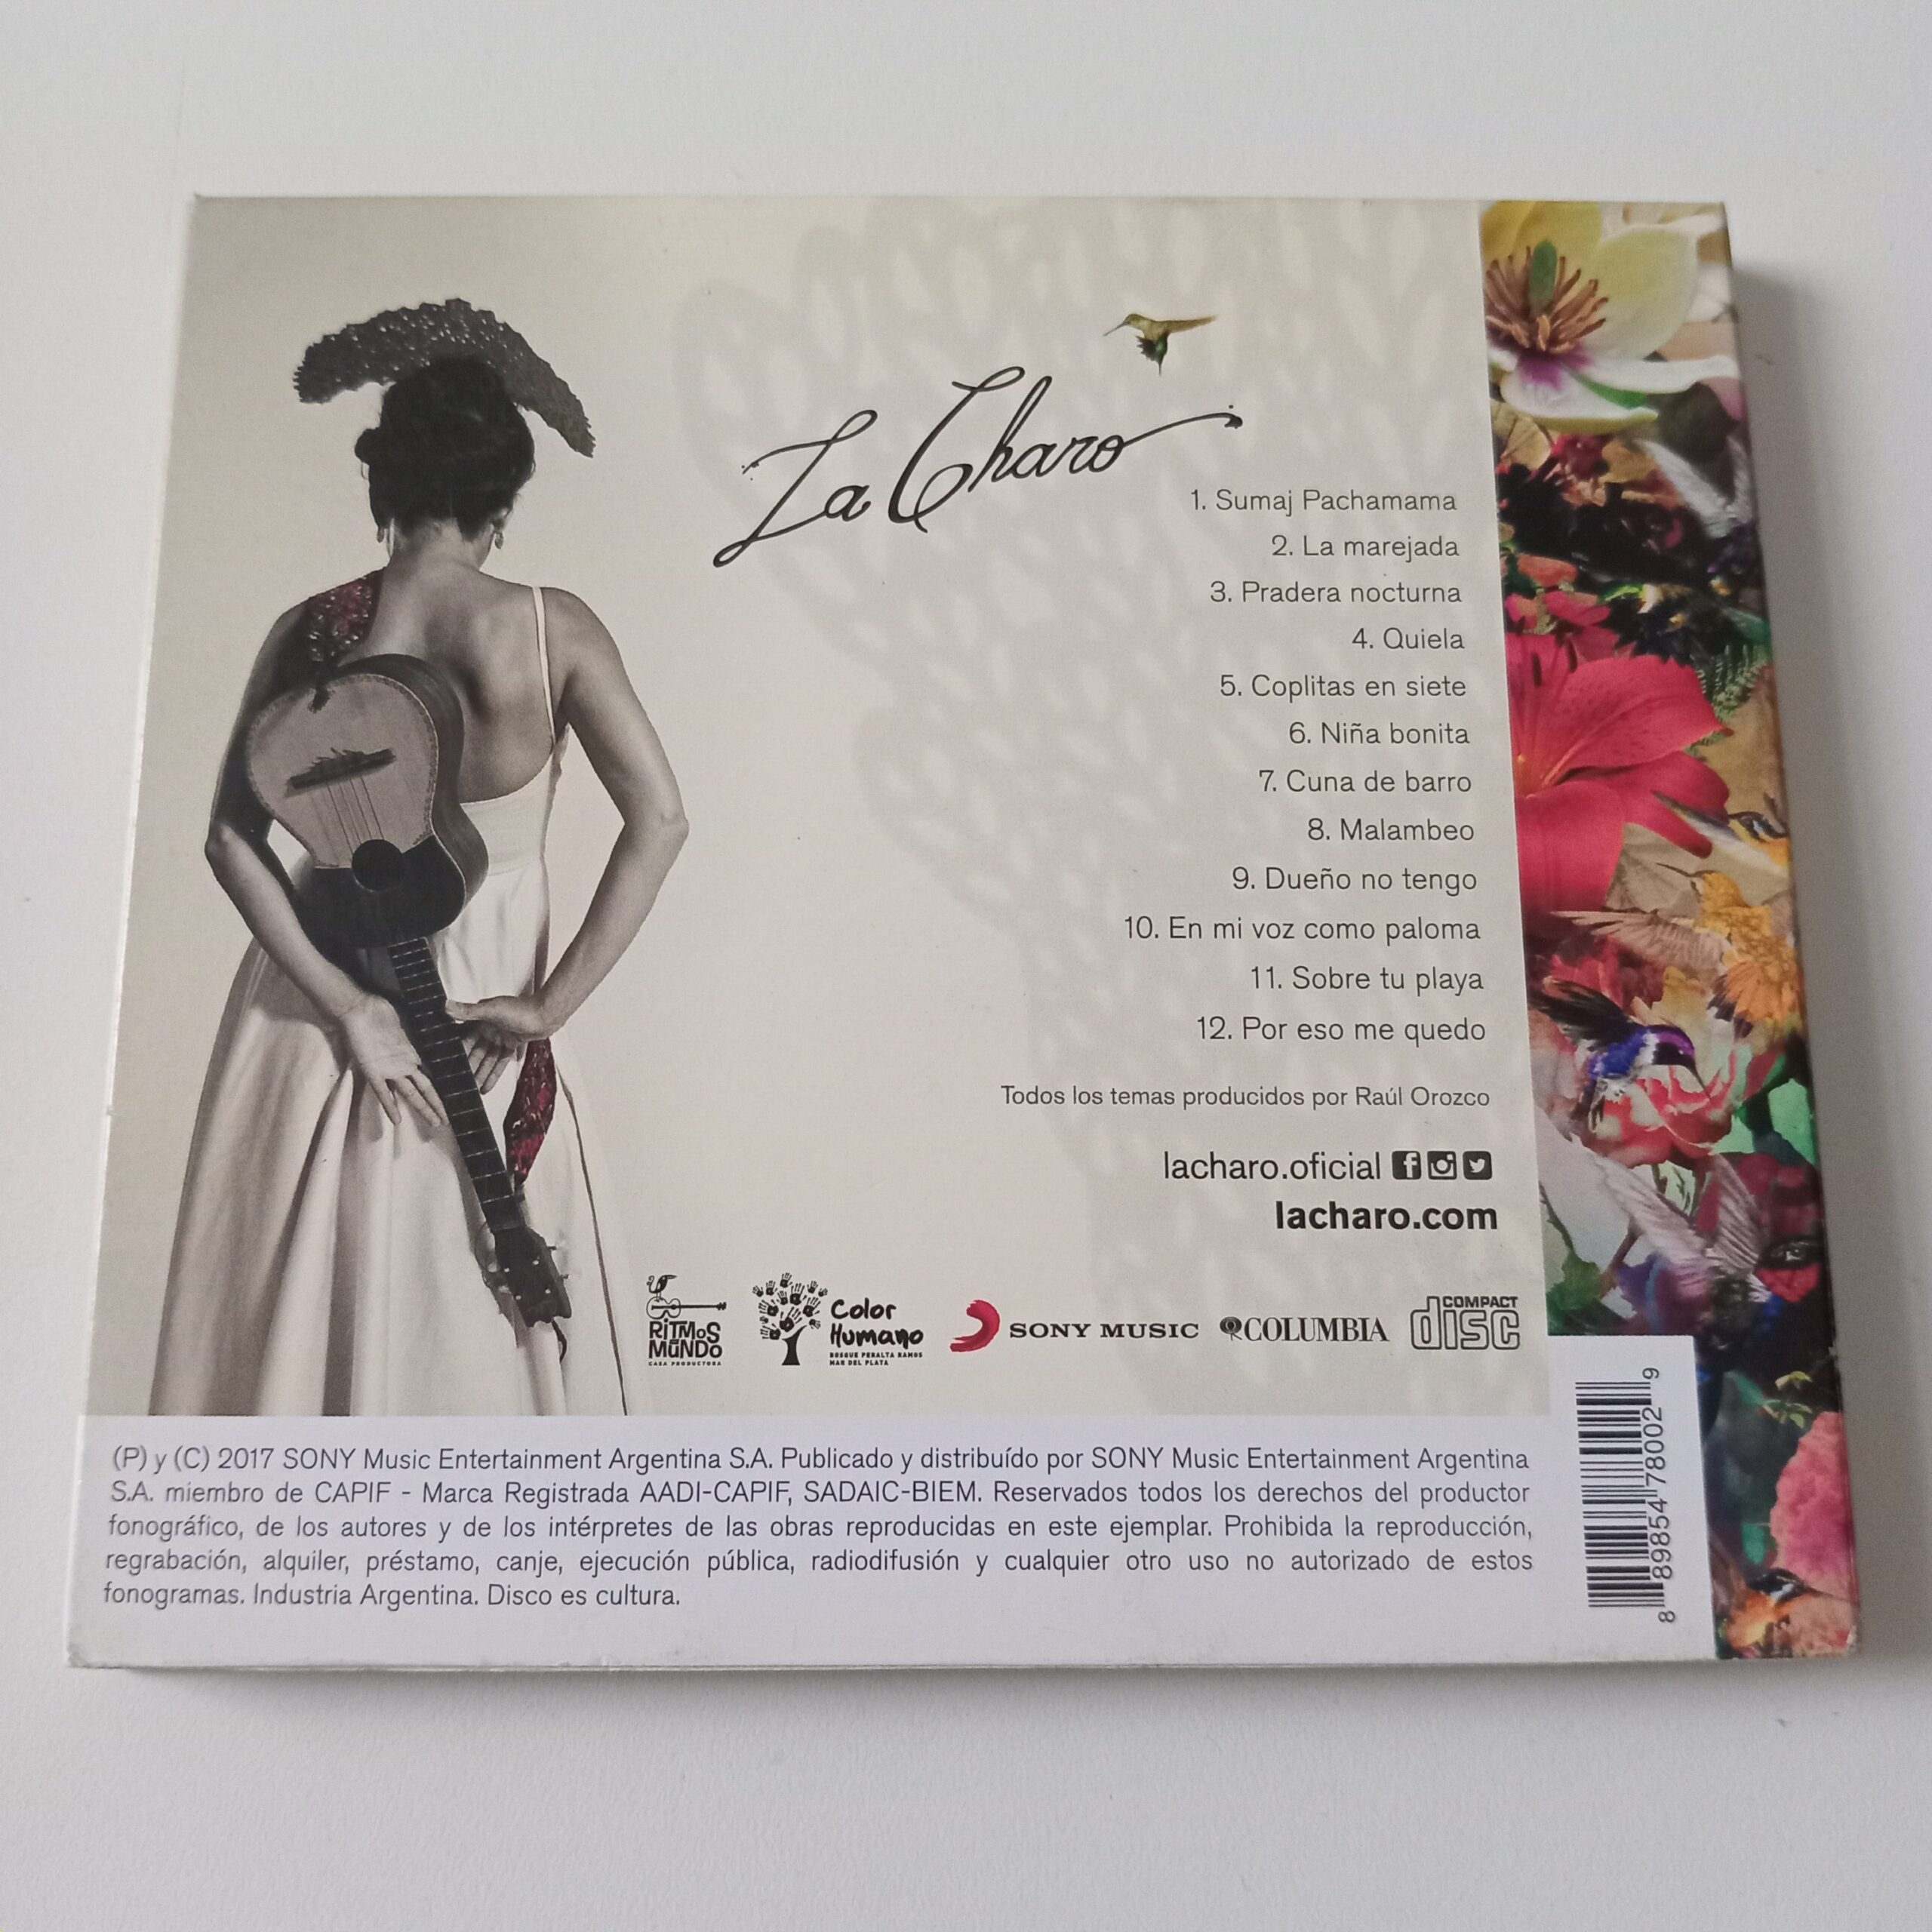 La Charo
1. Sumaj Pachamama
2. La marejada
3. Pradera nocturna
4. Quiela
5. Coplitas en siete
6. Niña bonita
7. Cuna de barro
8. Malambeo
9. Dueño no tengo
10. En mi voz como paloma
11. Sobre tu playa
12. Por eso me quedo
Todos los temas producidos por Raúl Orozco
lacharo.oficial
lacharo.com
RiTMoS
MUNDo
CASA PRODUCTORA
Color
Humano
BOSQUE PERALTA RAMOS
MAR DEL PLATA
SONY MUSIC
COLUMBIA
COMPACT
disc
(P) y (C) 2017 SONY Music Entertainment Argentina S.A. Publicado y distribuído por SONY Music Entertainment Argentina
S.A. miembro de CAPIF - Marca Registrada AADI-CAPIF, SADAIC-BIEM. Reservados todos los derechos del productor
fonográfico, de los autores y de los intérpretes de las obras reproducidas en este ejemplar. Prohibida la reproducción,
regrabación, alquiler, préstamo, canje, ejecución pública, radiodifusión y cualquier otro uso no autorizado de estos
fonogramas. Industria Argentina. Disco es cultura.
8 89854 78002 9